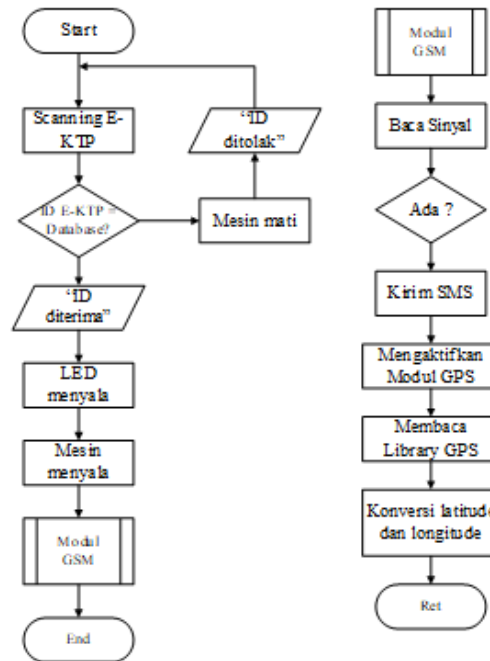 Start
Scanning E-
KTP
ID E-KTP =
Database?
Mesin mati
"ID
ditolak"
"ID
diterima"
LED
menyala
Mesin
menyala
Modul
GSM
End
Modul
GSM
Baca Sinyal
Ada ?
Kirim SMS
Mengaktifkan
Modul GPS
Membaca
Library GPS
Konversi latitude
dan longitude
Ret